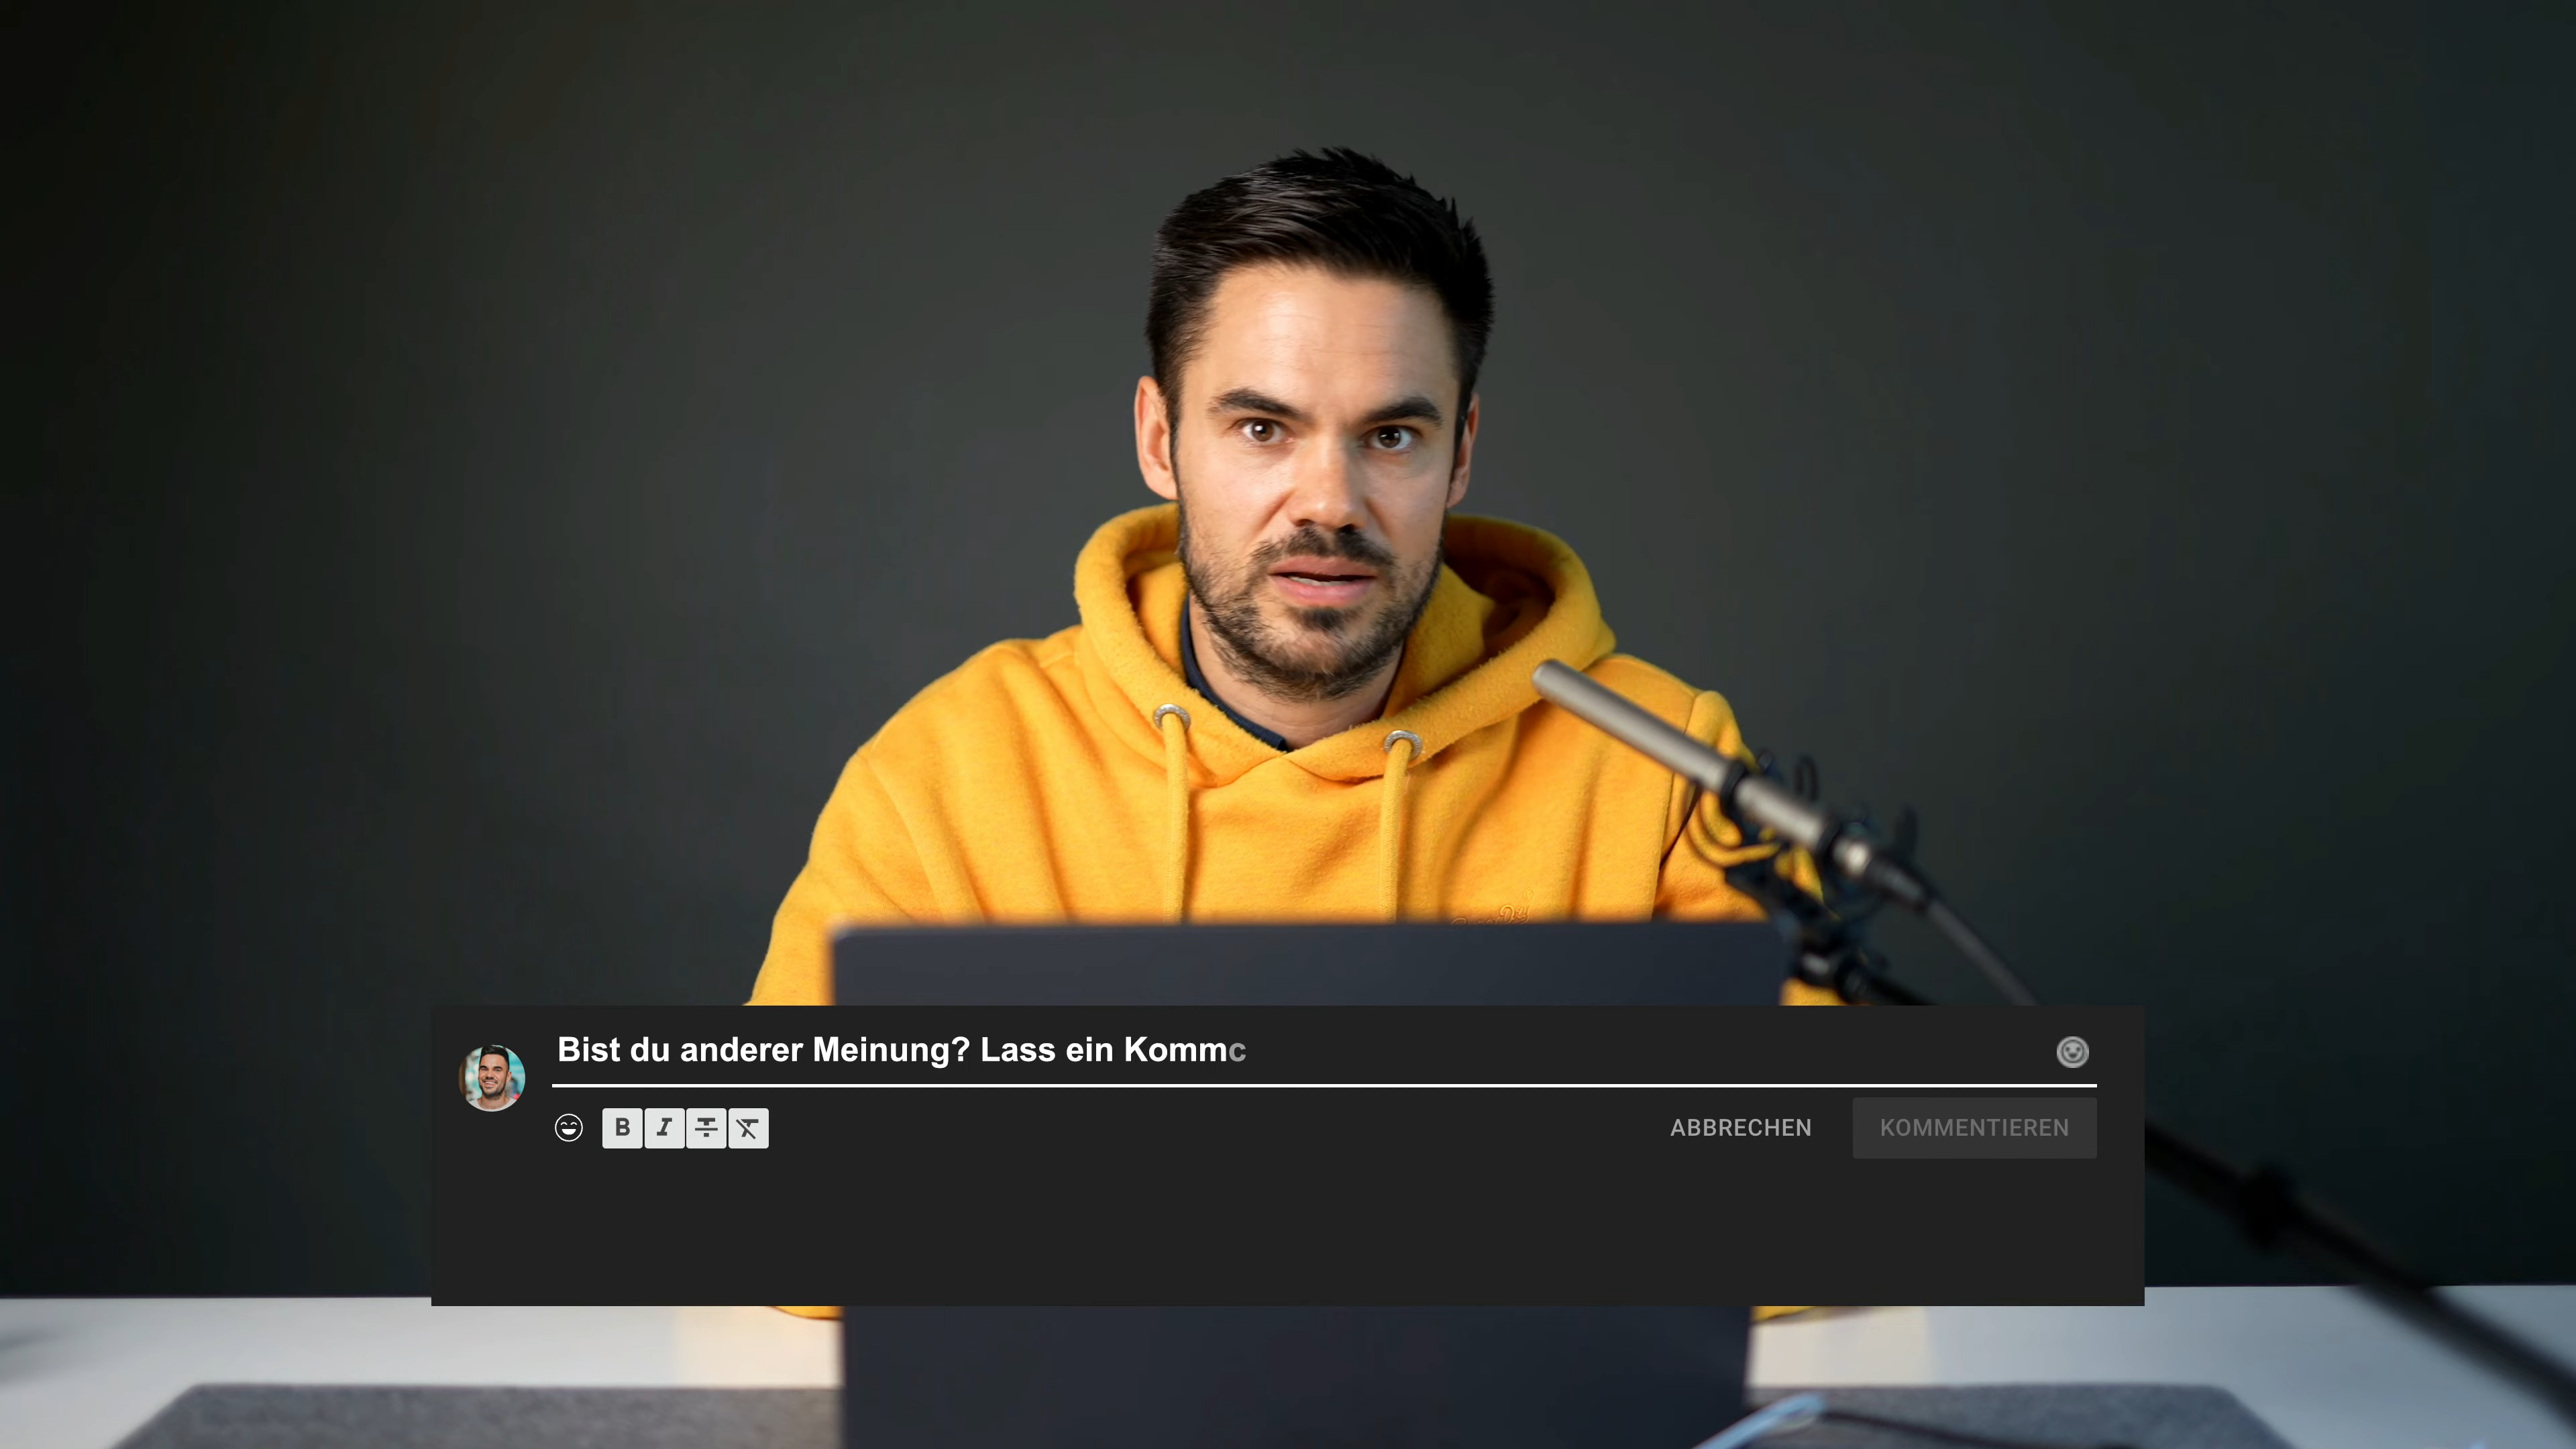 Bist du anderer Meinung? Lass ein Kommc
B I T T
ABBRECHEN
KOMMENTIEREN